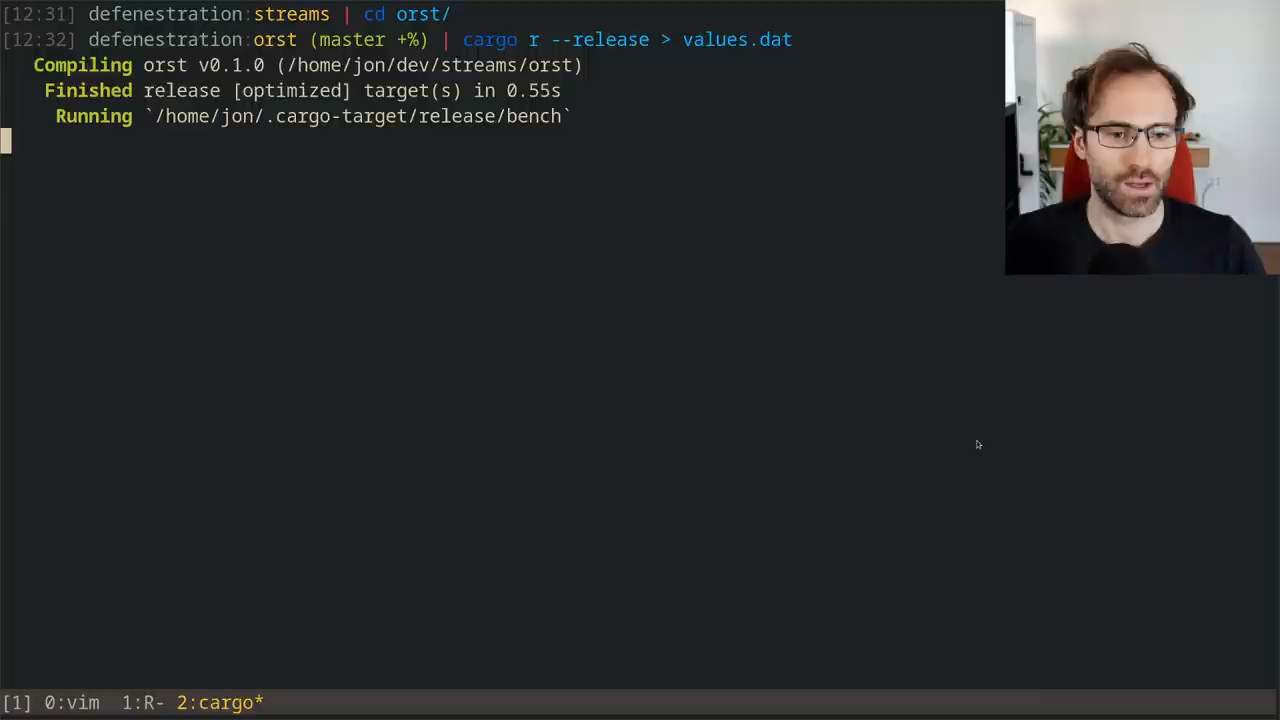 [12:31] defenestration:streams | cd orst/
[12:32] defenestration:orst (master +%) | cargo r --release > values.dat
Compiling orst v0.1.0 (/home/jon/dev/streams/orst)
Finished release [optimized] target(s) in 0.55s
Running `/home/jon/.cargo-target/release/bench`
[1] 0:vim 1:R- 2:cargo*